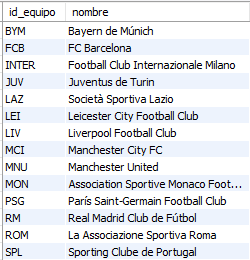 id_equipo nombre
BYM Bayern de Múnich
FCB FC Barcelona
INTER Football Club Internazionale Milano
JUV Juventus de Turin
LAZ Società Sportiva Lazio
LEI Leicester City Football Club
LIV Liverpool Football Club
MCI Manchester City FC
MNU Manchester United
MON Association Sportive Monaco Foot...
PSG París Saint-Germain Football Club
RM Real Madrid Club de Fútbol
ROM La Associazione Sportiva Roma
SPL Sporting Clube de Portugal